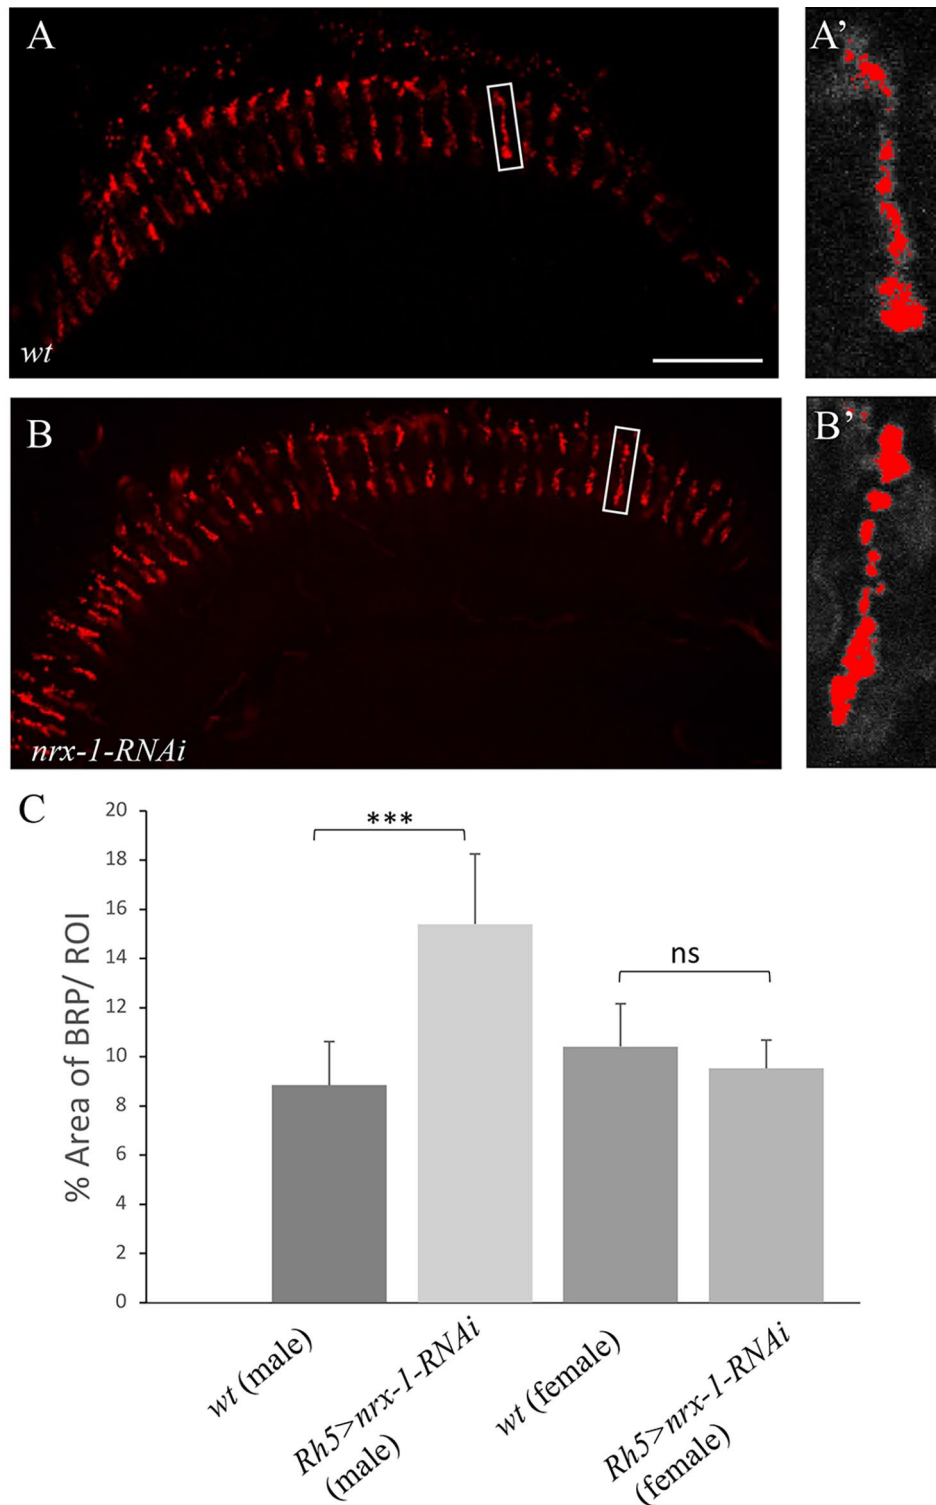 A
A’
wt
B
B’
nrx-1-RNAi
C
20
18
16
14
12
10
8
6
4
2
0
% Area of BRP/ ROI
***
ns
wt (male)
Rh5>nrx-1-RNAi
(male)
wt (female)
Rh5>nrx-1-RNAi
(female)